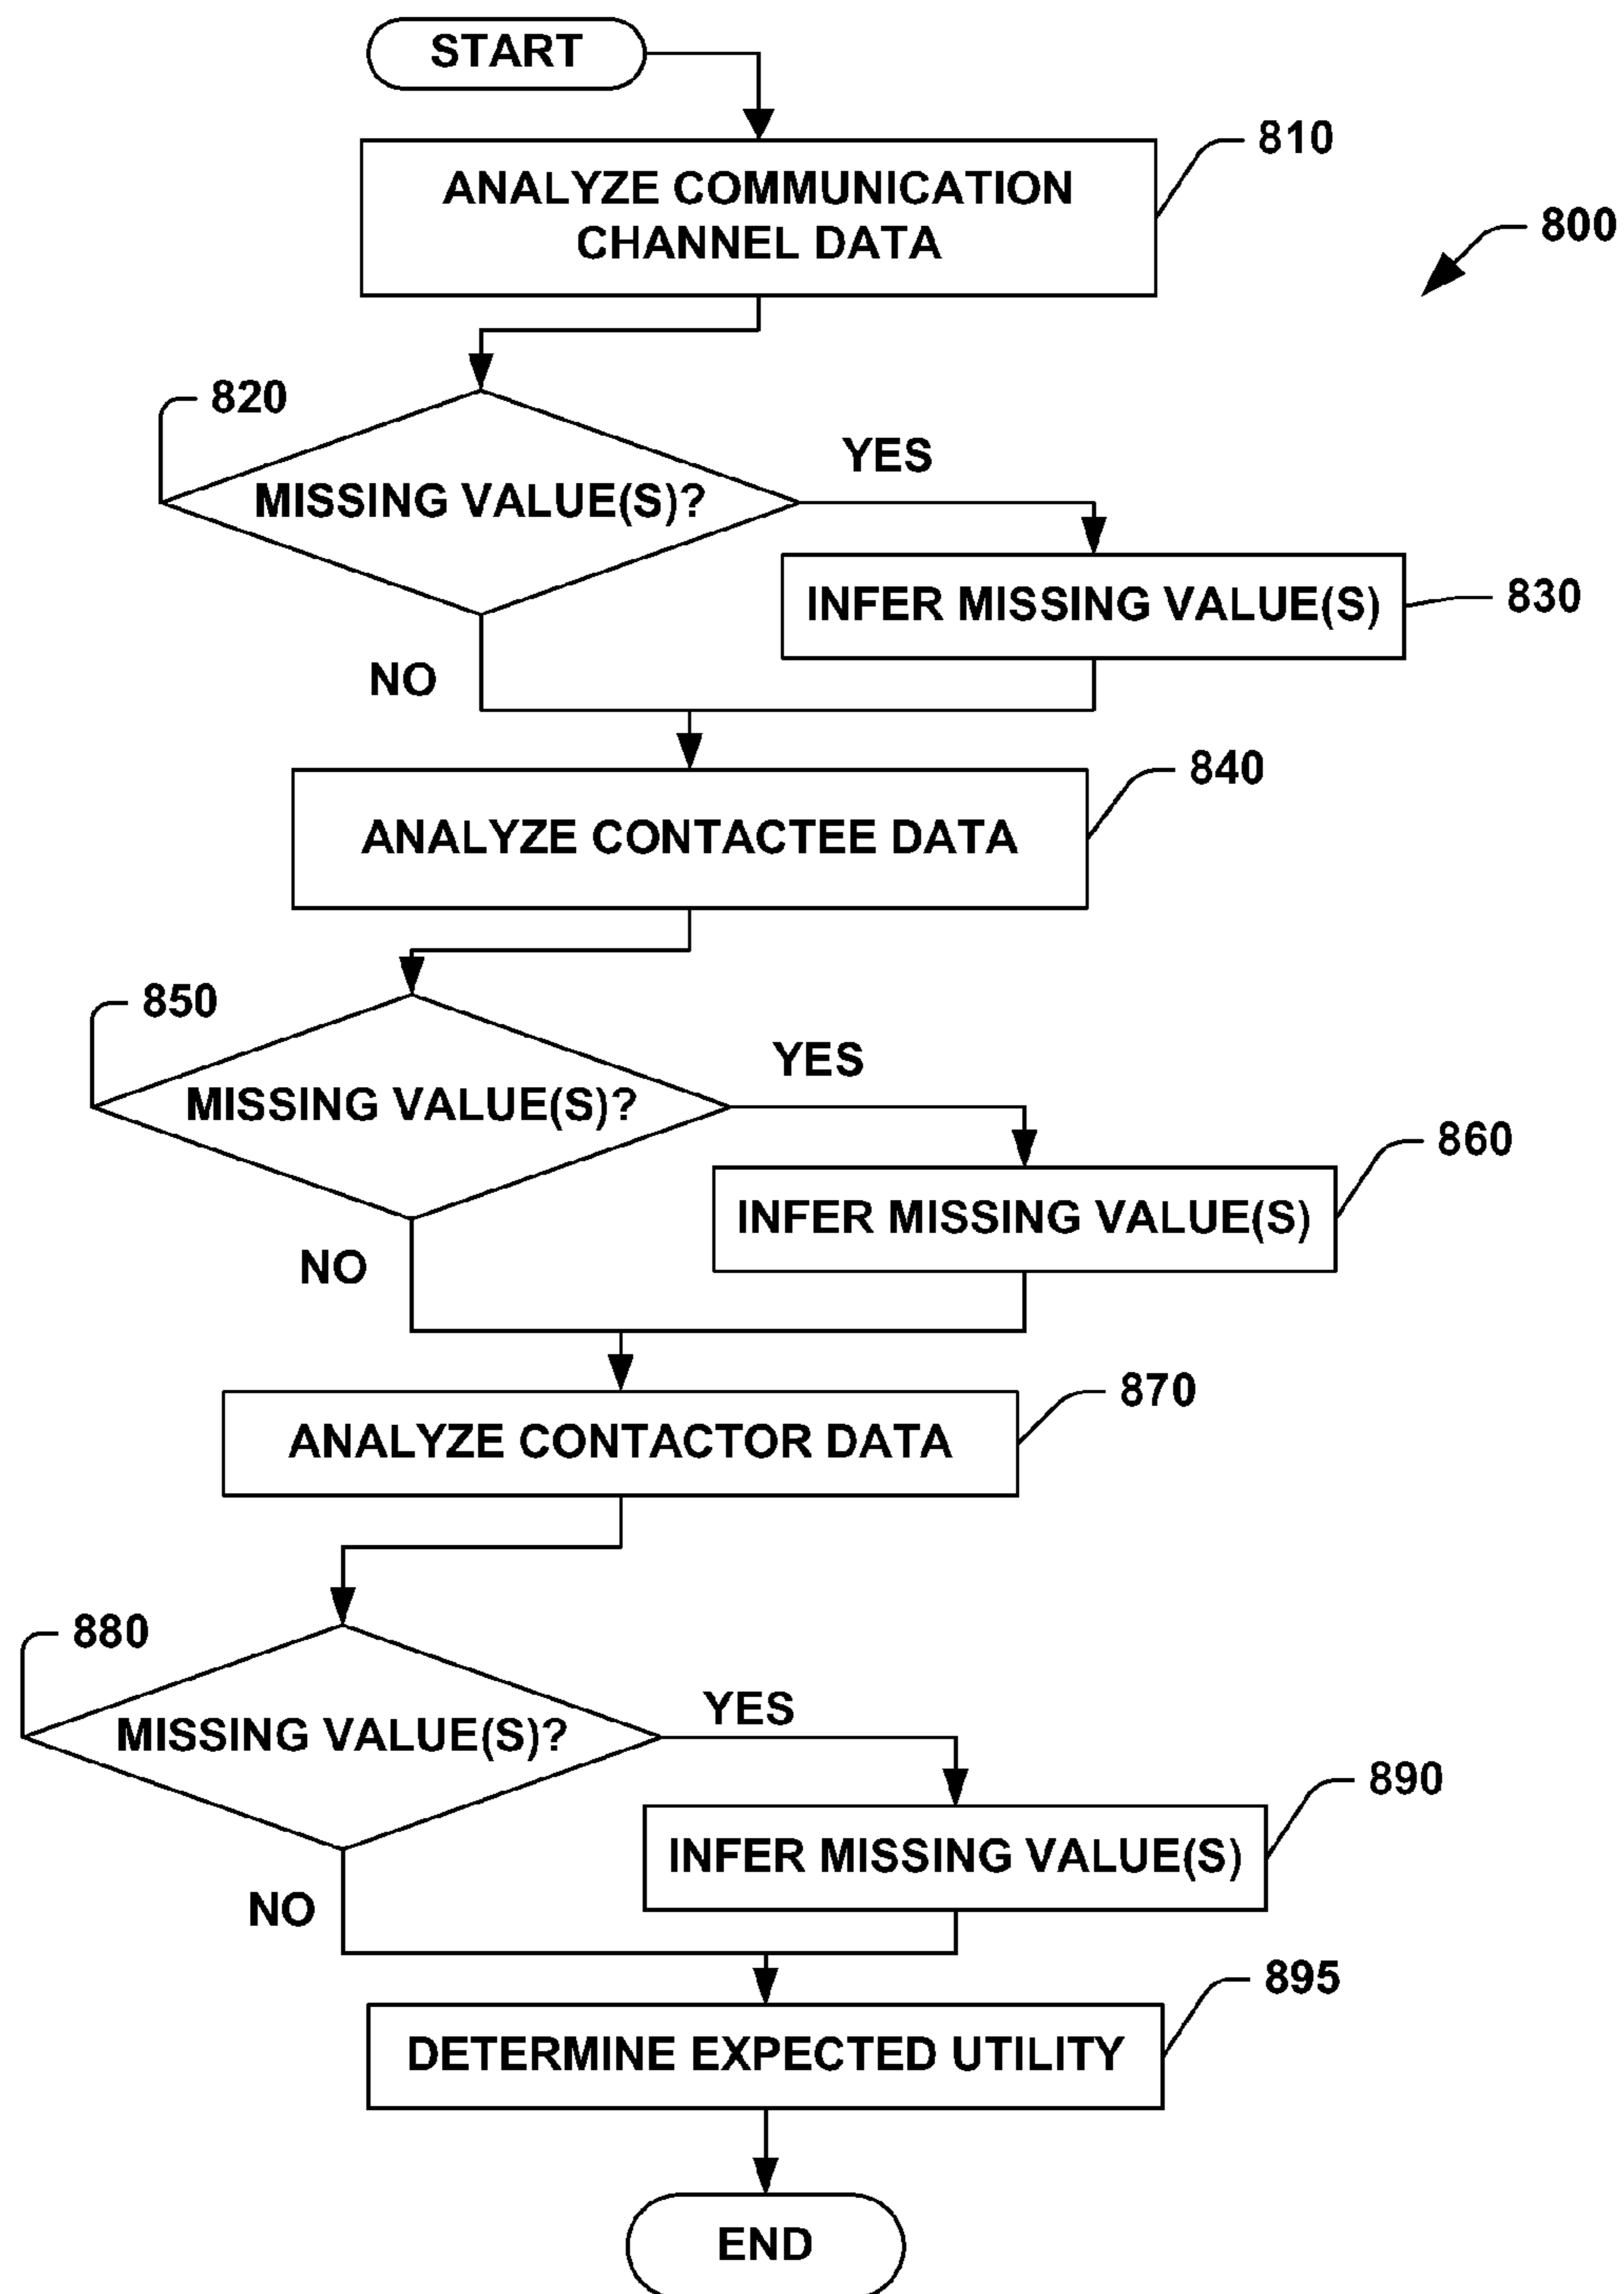 START
810
ANALYZE COMMUNICATION
CHANNEL DATA
800
820
YES
MISSING VALUE(S)?
INFER MISSING VALUE(S)
830
NO
840
ANALYZE CONTACTEE DATA
850
YES
MISSING VALUE(S)?
860
INFER MISSING VALUE(S)
NO
870
ANALYZE CONTACTOR DATA
880
YES
MISSING VALUE(S)?
890
INFER MISSING VALUE(S)
NO
895
DETERMINE EXPECTED UTILITY
END